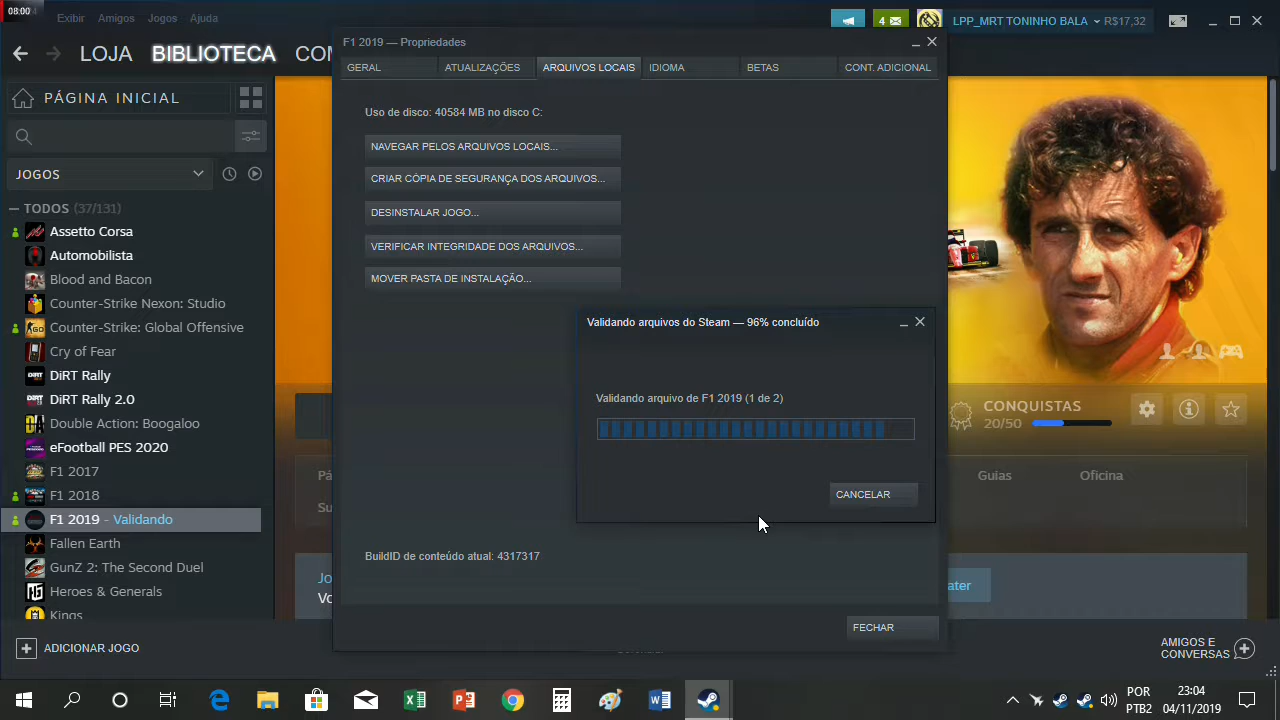 08:00
Exibir Amigos Jogos Ajuda
4
LPP_MRT TONINHO BALA
R$17,32
LOJA BIBLIOTECA
F1 2019 — Propriedades
GERAL
ATUALIZAÇÕES
ARQUIVOS LOCAIS
IDIOMA
BETAS
CONT. ADICIONAL
PÁGINA INICIAL
JOGOS
TODOS (37/131)
Assetto Corsa
Automobilista
Blood and Bacon
Counter-Strike Nexon: Studio
Counter-Strike: Global Offensive
Cry of Fear
DiRT Rally
DiRT Rally 2.0
Double Action: Boogaloo
eFootball PES 2020
F1 2017
F1 2018
F1 2019 - Validando
Fallen Earth
GunZ 2: The Second Duel
Heroes & Generals
Kings
ADICIONAR JOGO
Uso de disco: 40584 MB no disco C:
NAVEGAR PELOS ARQUIVOS LOCAIS...
CRIAR CÓPIA DE SEGURANÇA DOS ARQUIVOS...
DESINSTALAR JOGO...
VERIFICAR INTEGRIDADE DOS ARQUIVOS...
MOVER PASTA DE INSTALAÇÃO...
Validando arquivos do Steam — 96% concluído
Validando arquivo de F1 2019 (1 de 2)
CANCELAR
BuildID de conteúdo atual: 4317317
FECHAR
CONQUISTAS
20/50
Guias
Oficina
AMIGOS E
CONVERSAS
POR
PTB2
23:04
04/11/2019